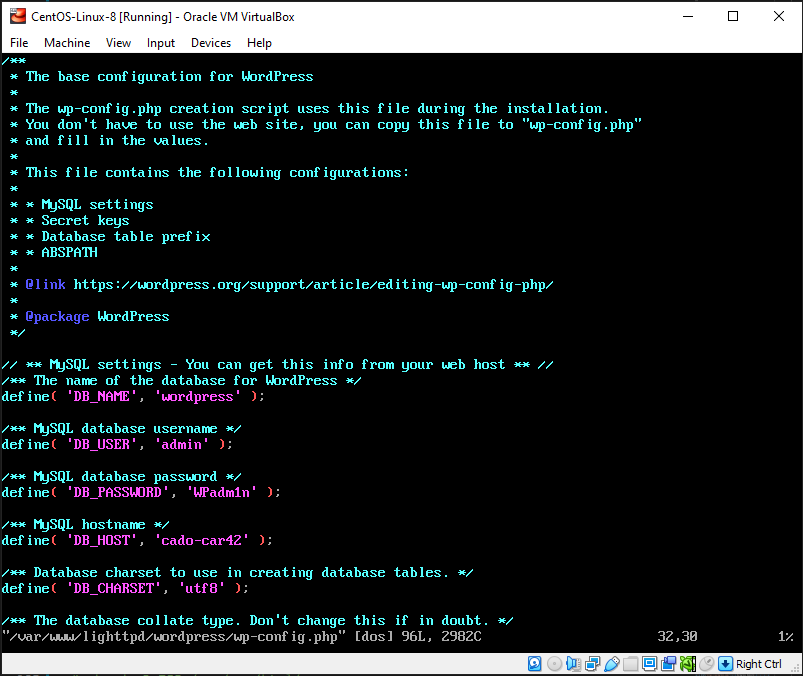 CentOS-Linux-8 [Running] - Oracle VM VirtualBox
File Machine View Input Devices Help
/**
 * The base configuration for WordPress
 *
 * The wp-config.php creation script uses this file during the installation.
 * You don't have to use the web site, you can copy this file to "wp-config.php"
 * and fill in the values.
 *
 * This file contains the following configurations:
 *
 * * MySQL settings
 * * Secret keys
 * * Database table prefix
 * * ABSPATH
 *
 * @link https://wordpress.org/support/article/editing-wp-config-php/
 *
 * @package WordPress
 */
// ** MySQL settings - You can get this info from your web host ** //
/** The name of the database for WordPress */
define( 'DB_NAME', 'wordpress' );
/** MySQL database username */
define( 'DB_USER', 'admin' );
/** MySQL database password */
define( 'DB_PASSWORD', 'WPadm1n' );
/** MySQL hostname */
define( 'DB_HOST', 'cado-car42' );
/** Database charset to use in creating database tables. */
define( 'DB_CHARSET', 'utf8' );
/** The database collate type. Don't change this if in doubt. */
"/var/www/lighttpd/wordpress/wp-config.php" [dos] 96L, 2982C 32,30 1%
Right Ctrl